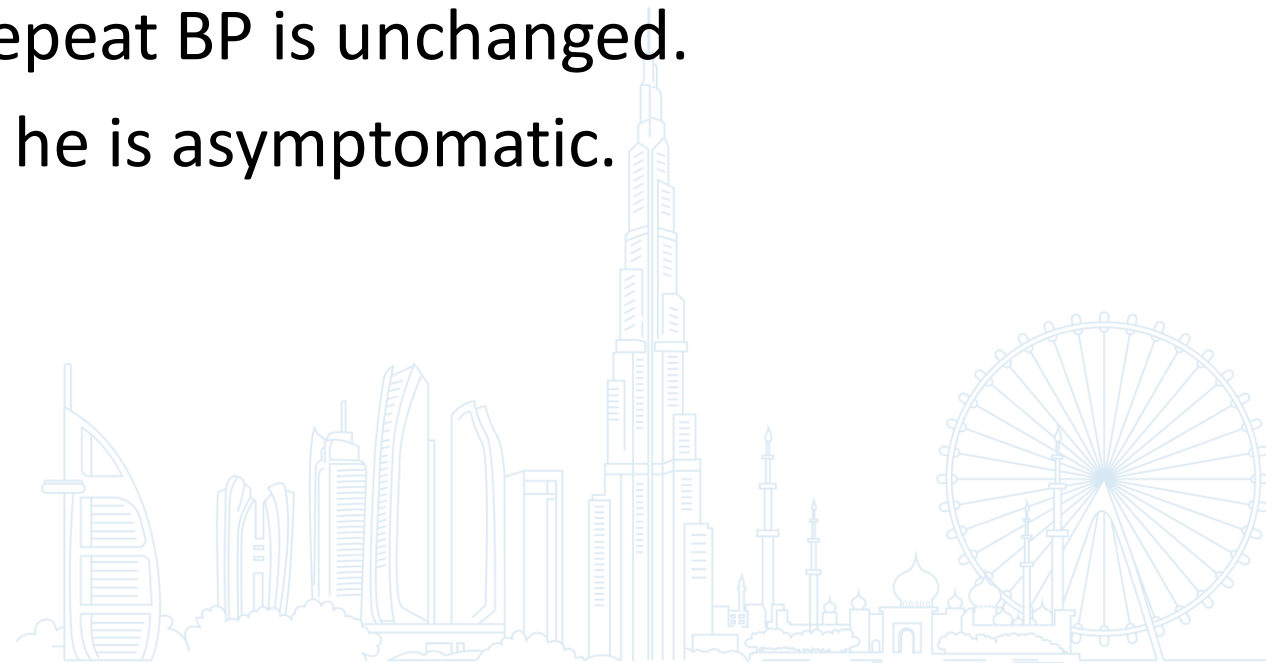 epeat BP is unchanged.
he is asymptomatic.